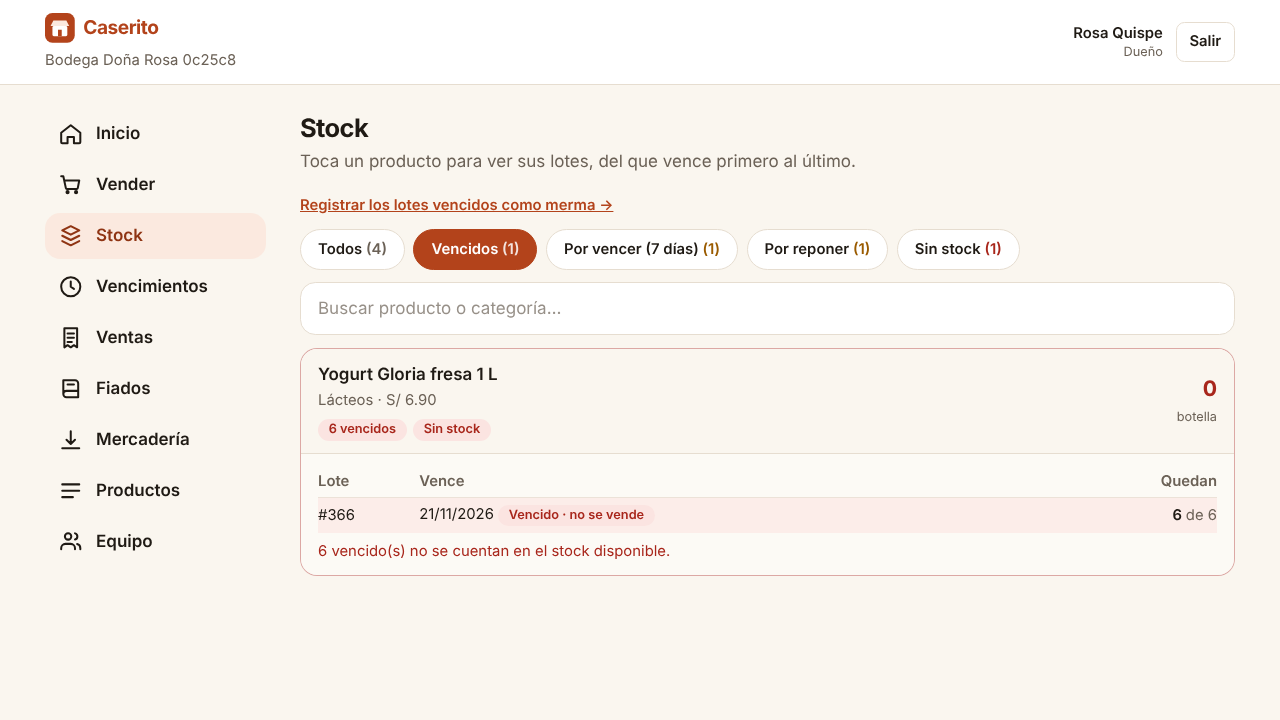 Caserito
Bodega Doña Rosa 0c25c8
Rosa Quispe
Dueño
Salir
Inicio
Vender
Stock
Vencimientos
Ventas
Fiados
Mercadería
Productos
Equipo
Stock
Toca un producto para ver sus lotes, del que vence primero al último.
Registrar los lotes vencidos como merma →
Todos (4) Vencidos (1) Por vencer (7 días) (1) Por reponer (1) Sin stock (1)
Buscar producto o categoría...
Yogurt Gloria fresa 1 L
Lácteos · S/ 6.90
6 vencidos Sin stock
0
botella
Lote Vence Quedan
#366 21/11/2026 Vencido · no se vende 6 de 6
6 vencido(s) no se cuentan en el stock disponible.